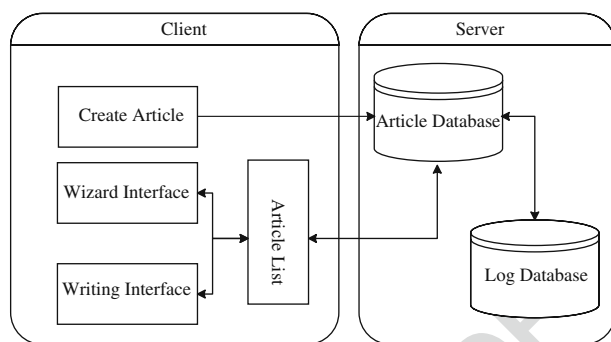 Client
Server
Create Article
Article Database
Wizard Interface
Article List
Writing Interface
Log Database